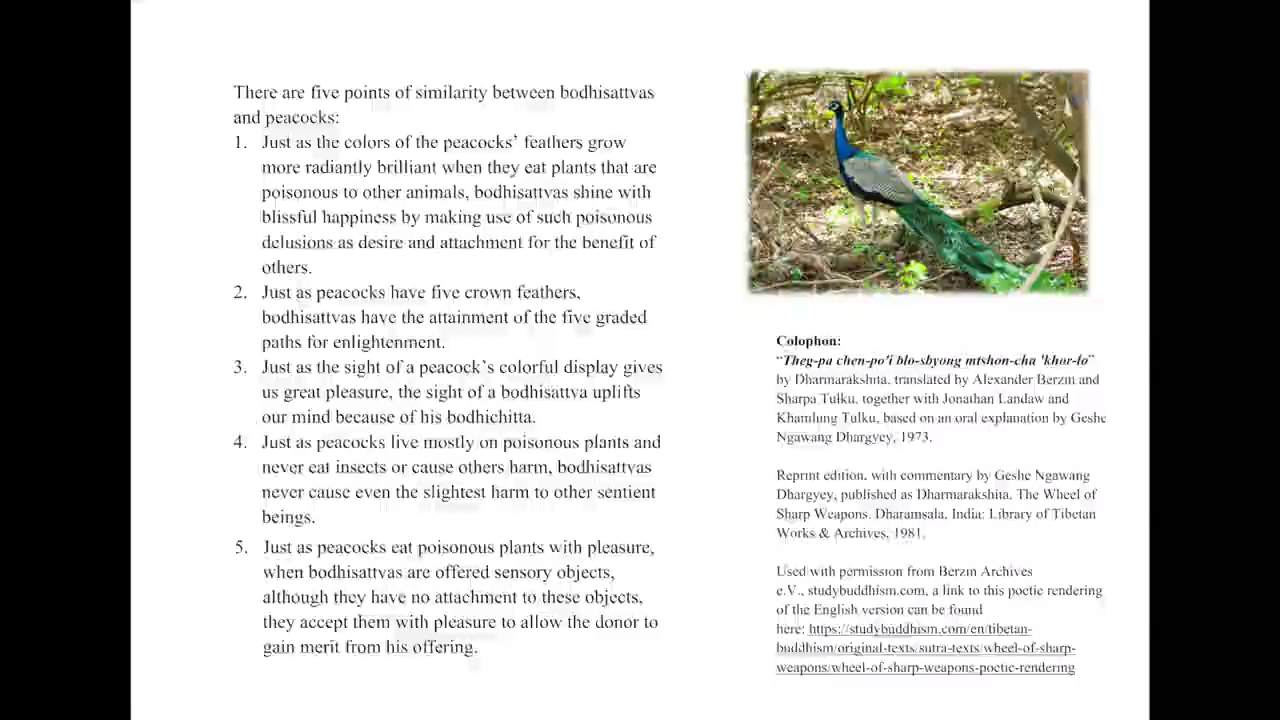 There are five points of similarity between bodhisattvas
and peacocks:
1. Just as the colors of the peacocks' feathers grow
more radiantly brilliant when they eat plants that are
poisonous to other animals, bodhisattvas shine with
blissful happiness by making use of such poisonous
delusions as desire and attachment for the benefit of
others.
2. Just as peacocks have five crown feathers,
bodhisattvas have the attainment of the five graded
paths for enlightenment.
3. Just as the sight of a peacock's colorful display gives
us great pleasure, the sight of a bodhisattva uplifts
our mind because of his bodhichitta.
4. Just as peacocks live mostly on poisonous plants and
never eat insects or cause others harm, bodhisattvas
never cause even the slightest harm to other sentient
beings.
5. Just as peacocks eat poisonous plants with pleasure,
when bodhisattvas are offered sensory objects,
although they have no attachment to these objects,
they accept them with pleasure to allow the donor to
gain merit from his offering.
Colophon:
"Theg-pa chen-po'i blo-sbyong mtshon-cha 'khor-lo"
by Dharmarakshita, translated by Alexander Berzin and
Sharpa Tulku, together with Jonathan Landaw and
Khamlung Tulku, based on an oral explanation by Geshe
Ngawang Dhargyey, 1973.
Reprint edition, with commentary by Geshe Ngawang
Dhargyey, published as Dharmarakshita, The Wheel of
Sharp Weapons. Dharamsala, India: Library of Tibetan
Works & Archives, 1981.
Used with permission from Berzin Archives
e.V., studybuddhism.com, a link to this poetic rendering
of the English version can be found
here: https://studybuddhism.com/en/tibetan-
buddhism/original-texts/sutra-texts/wheel-of-sharp-
weapons/wheel-of-sharp-weapons-poetic-rendering